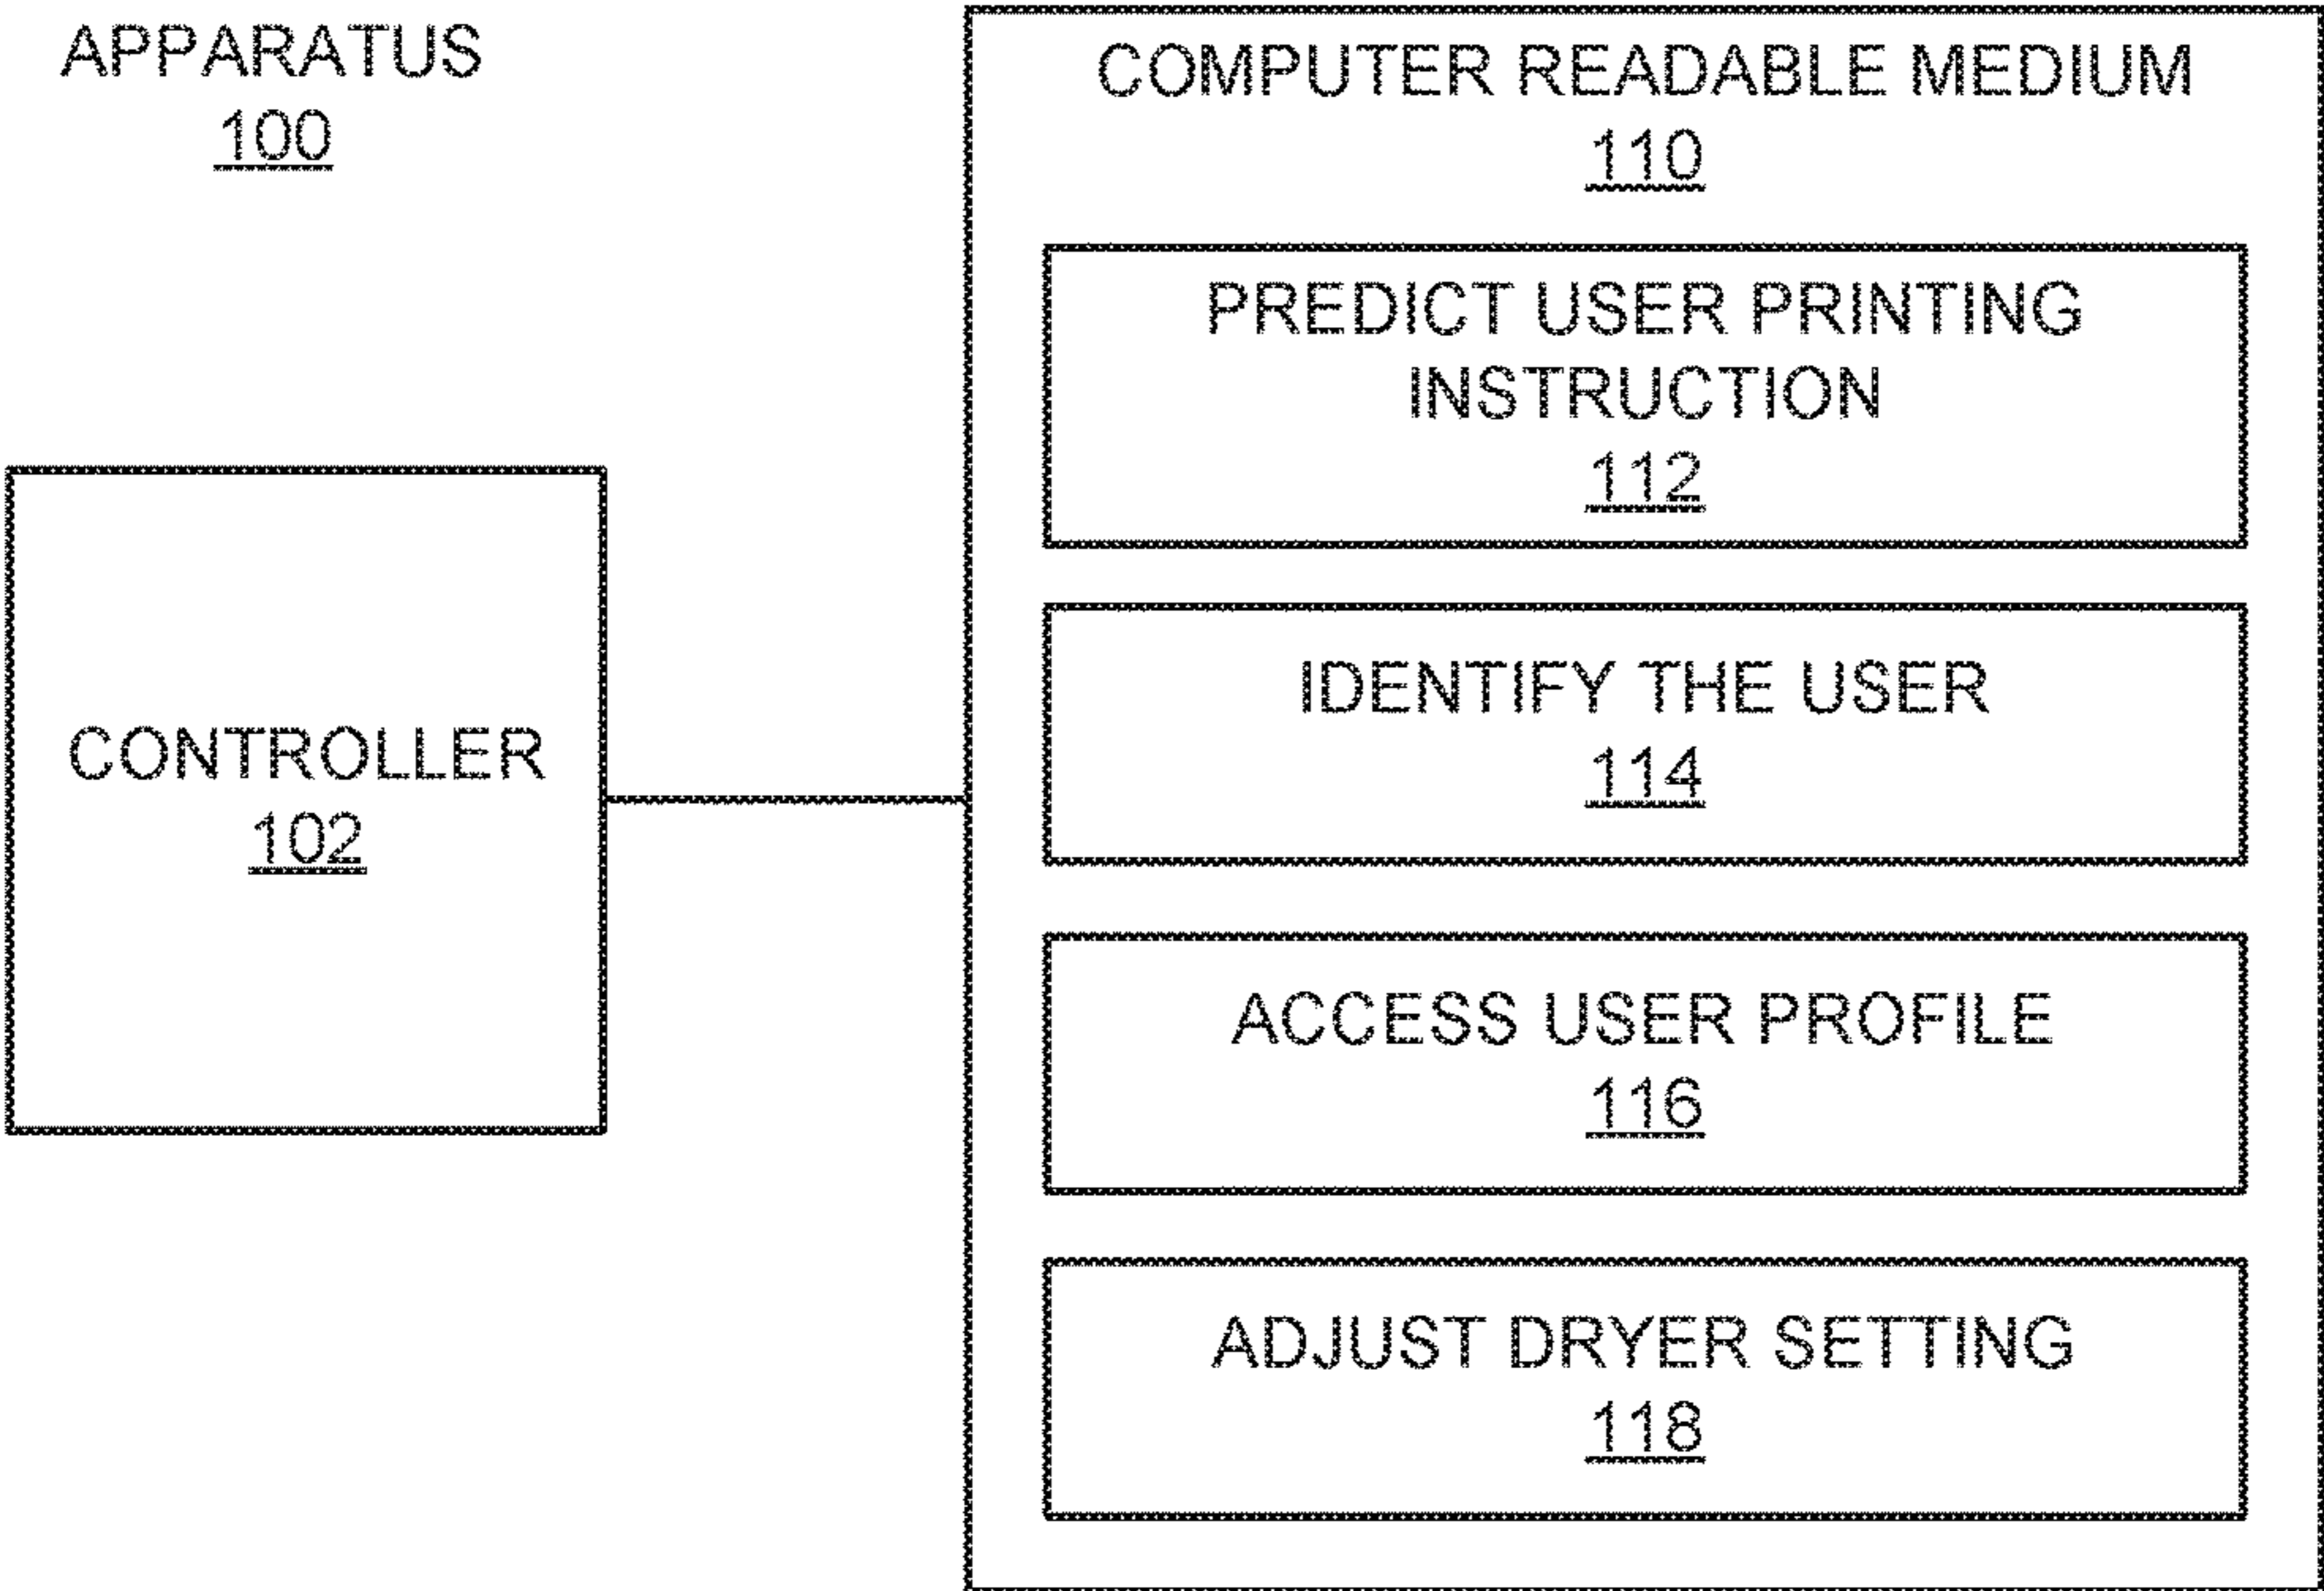 APPARATUS
100
COMPUTER READABLE MEDIUM
110
PREDICT USER PRINTING
INSTRUCTION
112
IDENTIFY THE USER
114
CONTROLLER
102
ACCESS USER PROFILE
116
ADJUST DRYER SETTING
118